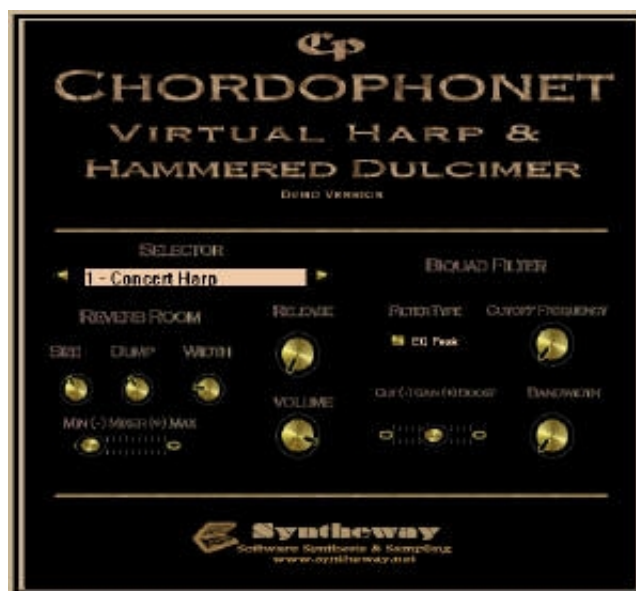 Cp
CHORDOPHONET
VIRTUAL HARP &
HAMMERED DULCIMER
DEMO VERSION
SELECTOR
1 - Concert Harp
REVERB ROOM
SIZE DUMP WIDTH
MIN (-) MIXER (+) MAX
RELEASE
VOLUME
BIQUAD FILTER
FILTER TYPE CUTOFF FREQUENCY
EQ Peak
CUT (-) GAIN (+) BOOST BANDWIDTH
Syntheway
Software Synthesis & Sampling
www.syntheway.net